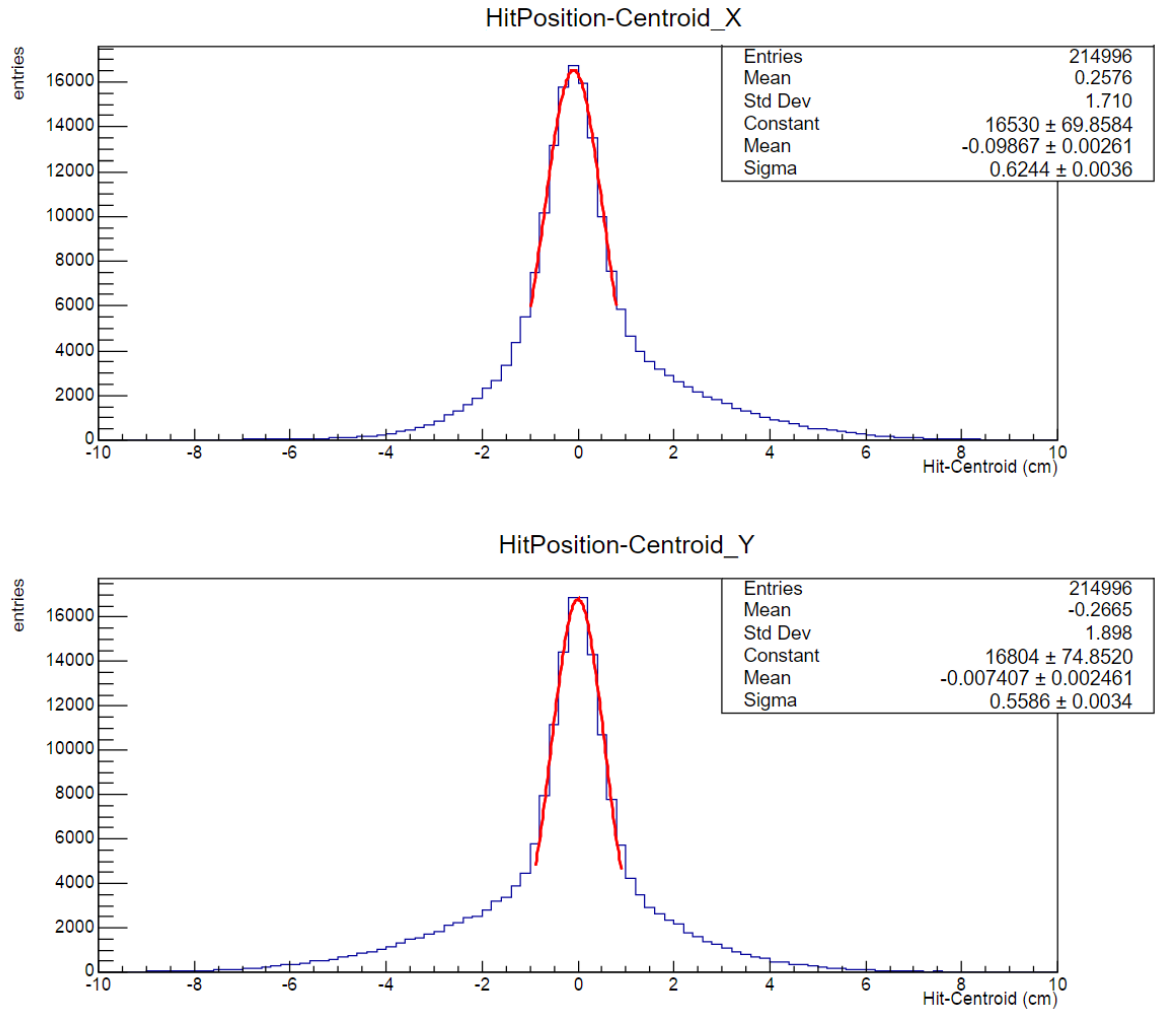 HitPosition-Centroid_X
entries
Entries 214996
Mean 0.2576
Std Dev 1.710
Constant 16530 ± 69.8584
Mean -0.09867 ± 0.00261
Sigma 0.6244 ± 0.0036
16000
14000
12000
10000
8000
6000
4000
2000
0
-10 -8 -6 -4 -2 0 2 4 6 8 10
Hit-Centroid (cm)
HitPosition-Centroid_Y
entries
Entries 214996
Mean -0.2665
Std Dev 1.898
Constant 16804 ± 74.8520
Mean -0.007407 ± 0.002461
Sigma 0.5586 ± 0.0034
16000
14000
12000
10000
8000
6000
4000
2000
0
-10 -8 -6 -4 -2 0 2 4 6 8 10
Hit-Centroid (cm)